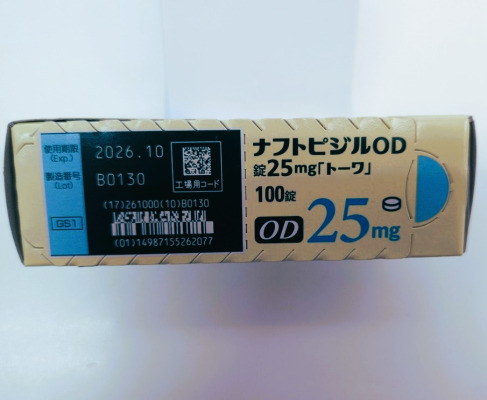 使用期限
(Exp.)
2026.10
製造番号
(Lot)
B0130
工場用コード
(17)261000(10)B0130
GS1
(01)14987155262077
ナフトピジルOD
錠25mg「トーワ」
100錠
OD 25mg